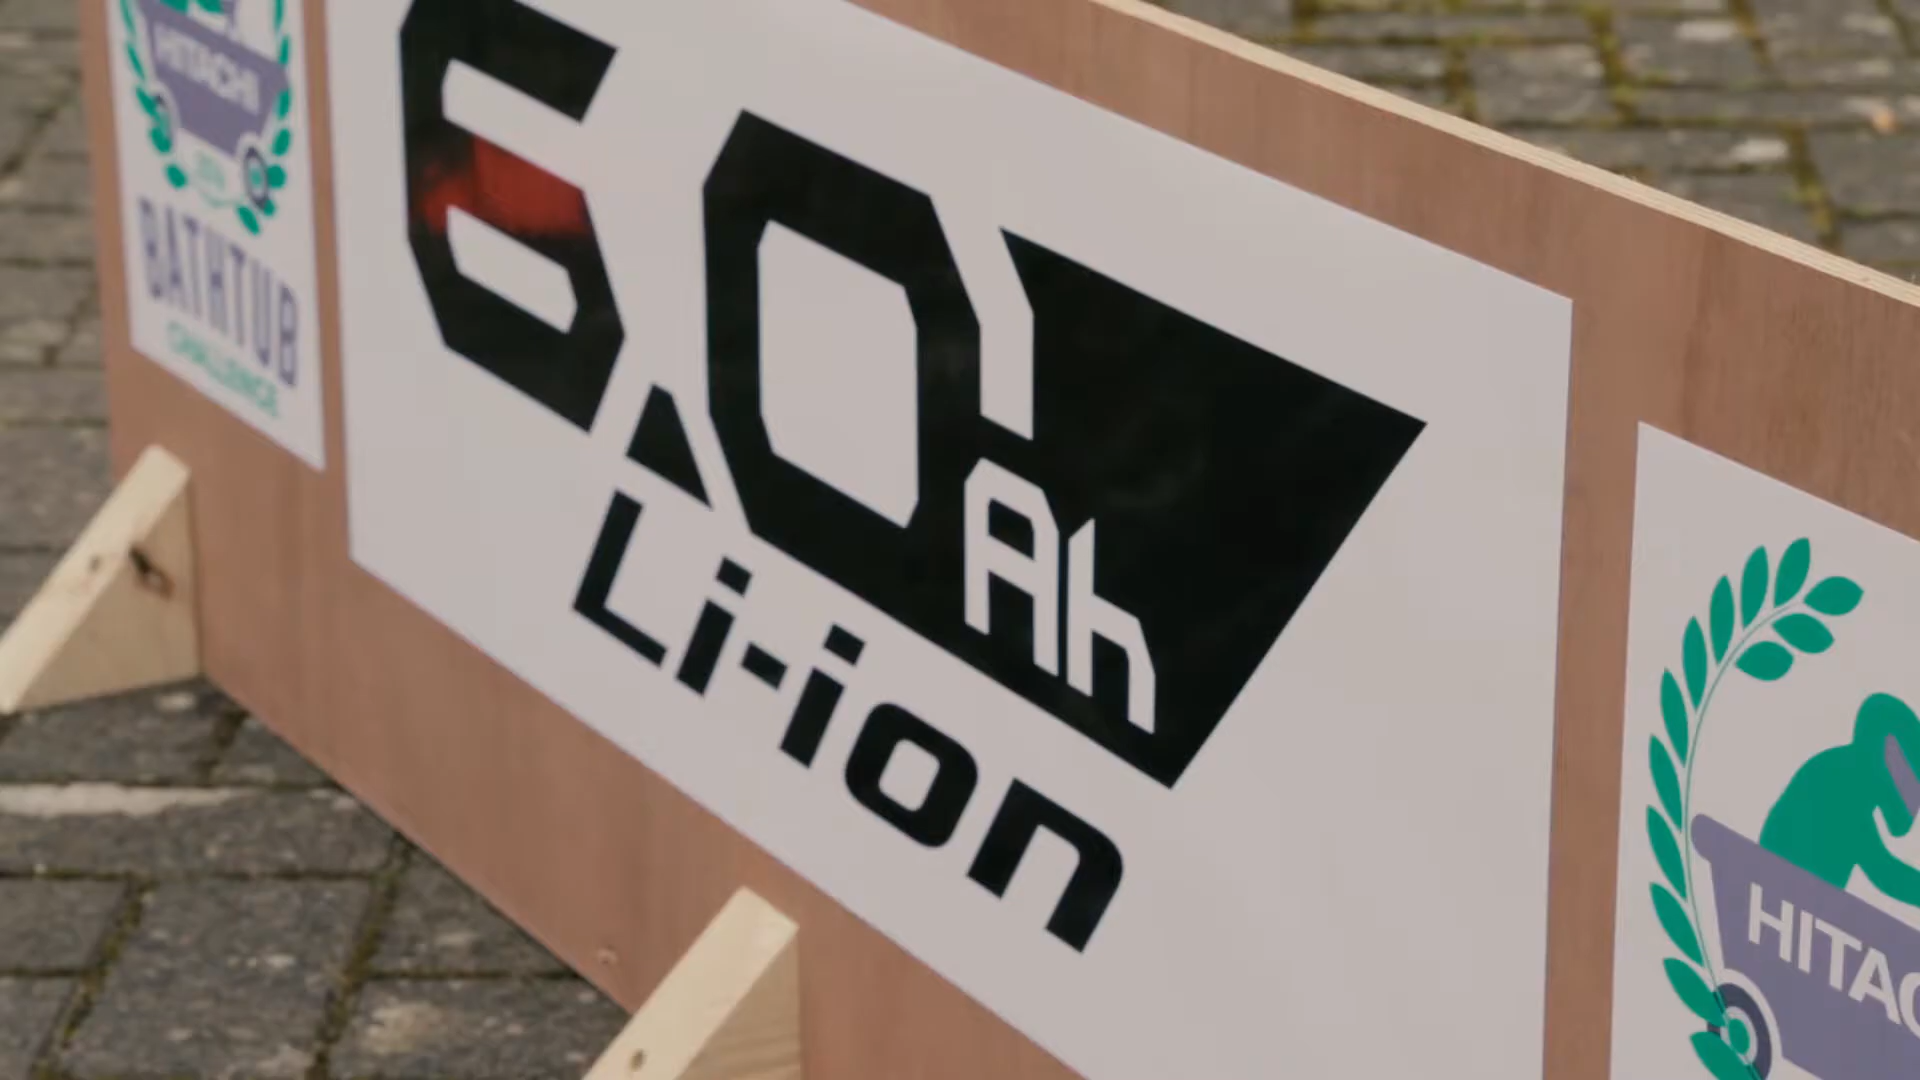 HITACHI
BATHTUB
CHALLENGE
6.0
Ah
Li-ion
HITAC